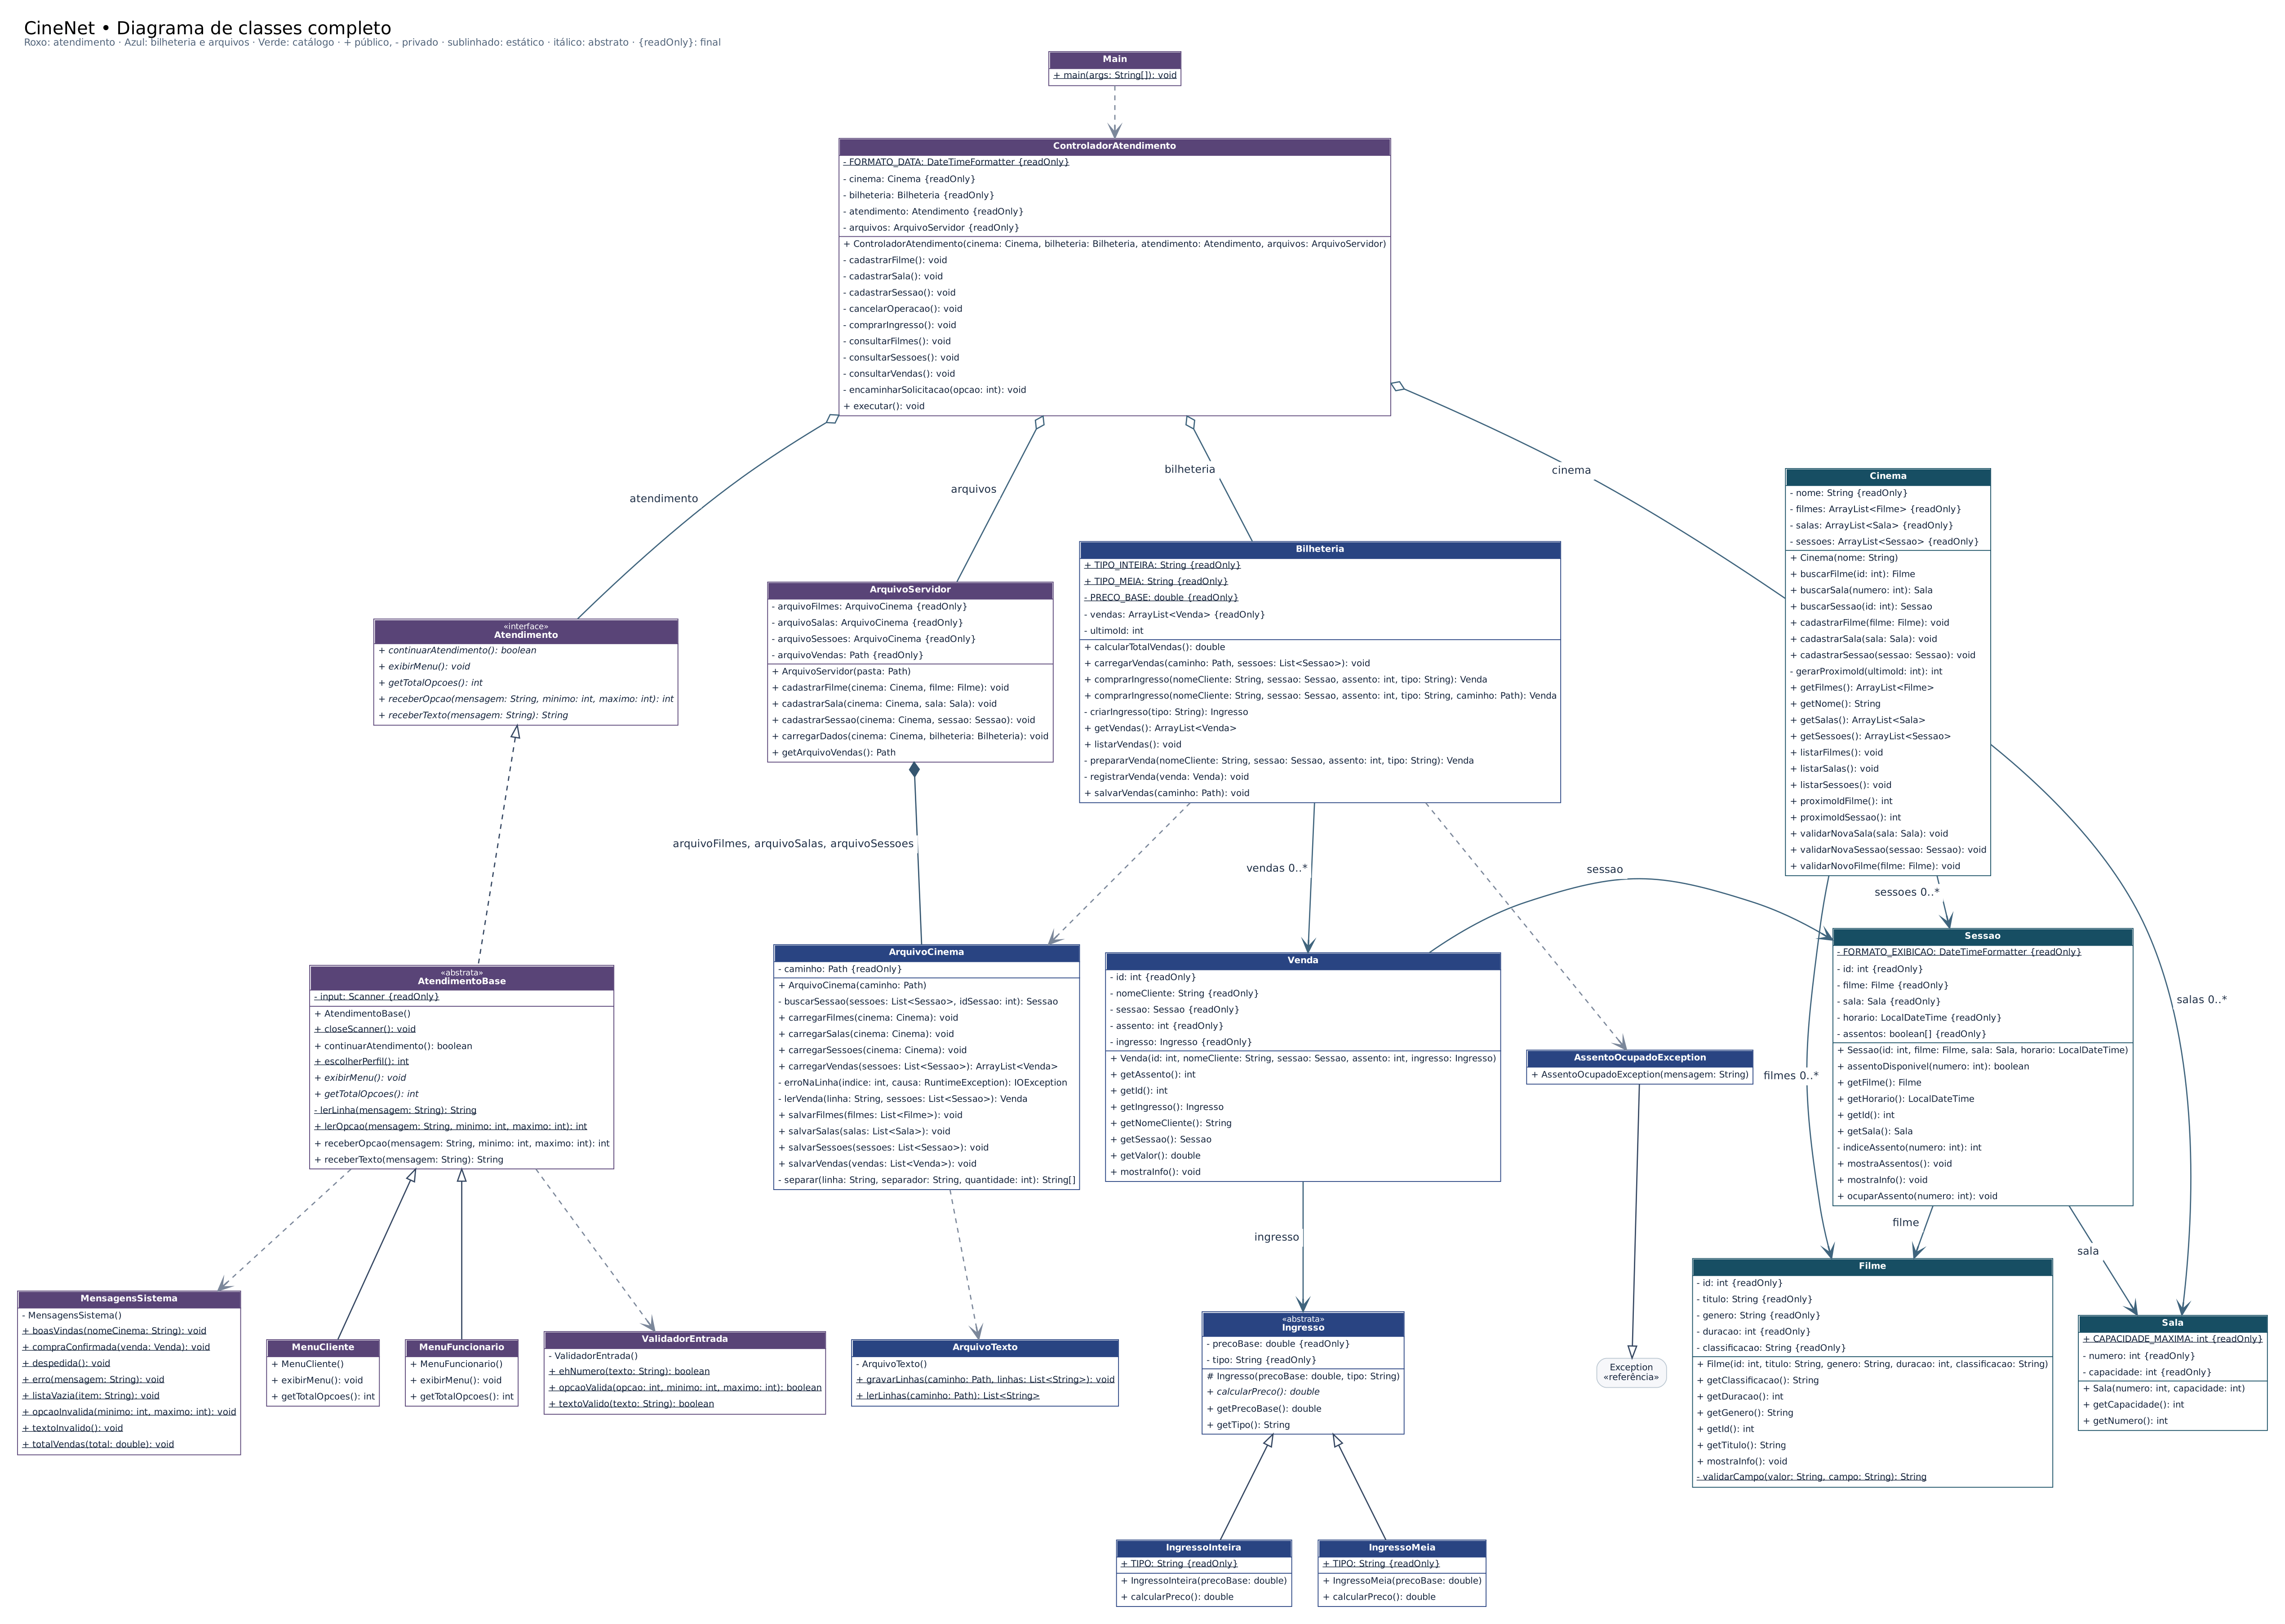 CineNet • Diagrama de classes completo
Roxo: atendimento · Azul: bilheteria e arquivos · Verde: catálogo · + público, - privado · sublinhado: estático · itálico: abstrato · {readOnly}: final
Main
+ main(args: String[]): void
ControladorAtendimento
- FORMATO_DATA: DateTimeFormatter {readOnly}
- cinema: Cinema {readOnly}
- bilheteria: Bilheteria {readOnly}
- atendimento: Atendimento {readOnly}
- arquivos: ArquivoServidor {readOnly}
+ ControladorAtendimento(cinema: Cinema, bilheteria: Bilheteria, atendimento: Atendimento, arquivos: ArquivoServidor)
- cadastrarFilme(): void
- cadastrarSala(): void
- cadastrarSessao(): void
- cancelarOperacao(): void
- comprarIngresso(): void
- consultarFilmes(): void
- consultarSessoes(): void
- consultarVendas(): void
- encaminharSolicitacao(opcao: int): void
+ executar(): void
atendimento
arquivos
bilheteria
cinema
Cinema
- nome: String {readOnly}
- filmes: ArrayList<Filme> {readOnly}
- salas: ArrayList<Sala> {readOnly}
- sessoes: ArrayList<Sessao> {readOnly}
+ Cinema(nome: String)
+ buscarFilme(id: int): Filme
+ buscarSala(numero: int): Sala
+ buscarSessao(id: int): Sessao
+ cadastrarFilme(filme: Filme): void
+ cadastrarSala(sala: Sala): void
+ cadastrarSessao(sessao: Sessao): void
- gerarProximoId(ultimoId: int): int
+ getFilmes(): ArrayList<Filme>
+ getNome(): String
+ getSalas(): ArrayList<Sala>
+ getSessoes(): ArrayList<Sessao>
+ listarFilmes(): void
+ listarSalas(): void
+ listarSessoes(): void
+ proximoIdFilme(): int
+ proximoIdSessao(): int
+ validarNovaSala(sala: Sala): void
+ validarNovaSessao(sessao: Sessao): void
+ validarNovoFilme(filme: Filme): void
Bilheteria
+ TIPO_INTEIRA: String {readOnly}
+ TIPO_MEIA: String {readOnly}
- PRECO_BASE: double {readOnly}
- vendas: ArrayList<Venda> {readOnly}
- ultimoId: int
+ calcularTotalVendas(): double
+ carregarVendas(caminho: Path, sessoes: List<Sessao>): void
+ comprarIngresso(nomeCliente: String, sessao: Sessao, assento: int, tipo: String): Venda
+ comprarIngresso(nomeCliente: String, sessao: Sessao, assento: int, tipo: String, caminho: Path): Venda
- criarIngresso(tipo: String): Ingresso
+ getVendas(): ArrayList<Venda>
+ listarVendas(): void
- prepararVenda(nomeCliente: String, sessao: Sessao, assento: int, tipo: String): Venda
- registrarVenda(venda: Venda): void
+ salvarVendas(caminho: Path): void
ArquivoServidor
- arquivoFilmes: ArquivoCinema {readOnly}
- arquivoSalas: ArquivoCinema {readOnly}
- arquivoSessoes: ArquivoCinema {readOnly}
- arquivoVendas: Path {readOnly}
+ ArquivoServidor(pasta: Path)
+ cadastrarFilme(cinema: Cinema, filme: Filme): void
+ cadastrarSala(cinema: Cinema, sala: Sala): void
+ cadastrarSessao(cinema: Cinema, sessao: Sessao): void
+ carregarDados(cinema: Cinema, bilheteria: Bilheteria): void
+ getArquivoVendas(): Path
«interface»
Atendimento
+ continuarAtendimento(): boolean
+ exibirMenu(): void
+ getTotalOpcoes(): int
+ receberOpcao(mensagem: String, minimo: int, maximo: int): int
+ receberTexto(mensagem: String): String
arquivoFilmes, arquivoSalas, arquivoSessoes
vendas 0..*
sessao
sessoes 0..*
salas 0..*
filmes 0..*
Sessao
- FORMATO_EXIBICAO: DateTimeFormatter {readOnly}
- id: int {readOnly}
- filme: Filme {readOnly}
- sala: Sala {readOnly}
- horario: LocalDateTime {readOnly}
- assentos: boolean[] {readOnly}
+ Sessao(id: int, filme: Filme, sala: Sala, horario: LocalDateTime)
+ assentoDisponivel(numero: int): boolean
+ getFilme(): Filme
+ getHorario(): LocalDateTime
+ getId(): int
+ getSala(): Sala
- indiceAssento(numero: int): int
+ mostraAssentos(): void
+ mostraInfo(): void
+ ocuparAssento(numero: int): void
ArquivoCinema
- caminho: Path {readOnly}
+ ArquivoCinema(caminho: Path)
- buscarSessao(sessoes: List<Sessao>, idSessao: int): Sessao
+ carregarFilmes(cinema: Cinema): void
+ carregarSalas(cinema: Cinema): void
+ carregarSessoes(cinema: Cinema): void
+ carregarVendas(sessoes: List<Sessao>): ArrayList<Venda>
- erroNaLinha(indice: int, causa: RuntimeException): IOException
- lerVenda(linha: String, sessoes: List<Sessao>): Venda
+ salvarFilmes(filmes: List<Filme>): void
+ salvarSalas(salas: List<Sala>): void
+ salvarSessoes(sessoes: List<Sessao>): void
+ salvarVendas(vendas: List<Venda>): void
- separar(linha: String, separador: String, quantidade: int): String[]
Venda
- id: int {readOnly}
- nomeCliente: String {readOnly}
- sessao: Sessao {readOnly}
- assento: int {readOnly}
- ingresso: Ingresso {readOnly}
+ Venda(id: int, nomeCliente: String, sessao: Sessao, assento: int, ingresso: Ingresso)
+ getAssento(): int
+ getId(): int
+ getIngresso(): Ingresso
+ getNomeCliente(): String
+ getSessao(): Sessao
+ getValor(): double
+ mostraInfo(): void
«abstrata»
AtendimentoBase
- input: Scanner {readOnly}
+ AtendimentoBase()
+ closeScanner(): void
+ continuarAtendimento(): boolean
+ escolherPerfil(): int
+ exibirMenu(): void
+ getTotalOpcoes(): int
- lerLinha(mensagem: String): String
+ lerOpcao(mensagem: String, minimo: int, maximo: int): int
+ receberOpcao(mensagem: String, minimo: int, maximo: int): int
+ receberTexto(mensagem: String): String
AssentoOcupadoException
+ AssentoOcupadoException(mensagem: String)
ingresso
filme
sala
MensagensSistema
- MensagensSistema()
+ boasVindas(nomeCinema: String): void
+ compraConfirmada(venda: Venda): void
+ despedida(): void
+ erro(mensagem: String): void
+ listaVazia(item: String): void
+ opcaoInvalida(minimo: int, maximo: int): void
+ textoInvalido(): void
+ totalVendas(total: double): void
MenuCliente
+ MenuCliente()
+ exibirMenu(): void
+ getTotalOpcoes(): int
MenuFuncionario
+ MenuFuncionario()
+ exibirMenu(): void
+ getTotalOpcoes(): int
ValidadorEntrada
- ValidadorEntrada()
+ ehNumero(texto: String): boolean
+ opcaoValida(opcao: int, minimo: int, maximo: int): boolean
+ textoValido(texto: String): boolean
ArquivoTexto
- ArquivoTexto()
+ gravarLinhas(caminho: Path, linhas: List<String>): void
+ lerLinhas(caminho: Path): List<String>
«abstrata»
Ingresso
- precoBase: double {readOnly}
- tipo: String {readOnly}
# Ingresso(precoBase: double, tipo: String)
+ calcularPreco(): double
+ getPrecoBase(): double
+ getTipo(): String
Exception
«referência»
Filme
- id: int {readOnly}
- titulo: String {readOnly}
- genero: String {readOnly}
- duracao: int {readOnly}
- classificacao: String {readOnly}
+ Filme(id: int, titulo: String, genero: String, duracao: int, classificacao: String)
+ getClassificacao(): String
+ getDuracao(): int
+ getGenero(): String
+ getId(): int
+ getTitulo(): String
+ mostraInfo(): void
- validarCampo(valor: String, campo: String): String
Sala
+ CAPACIDADE_MAXIMA: int {readOnly}
- numero: int {readOnly}
- capacidade: int {readOnly}
+ Sala(numero: int, capacidade: int)
+ getCapacidade(): int
+ getNumero(): int
IngressoInteira
+ TIPO: String {readOnly}
+ IngressoInteira(precoBase: double)
+ calcularPreco(): double
IngressoMeia
+ TIPO: String {readOnly}
+ IngressoMeia(precoBase: double)
+ calcularPreco(): double